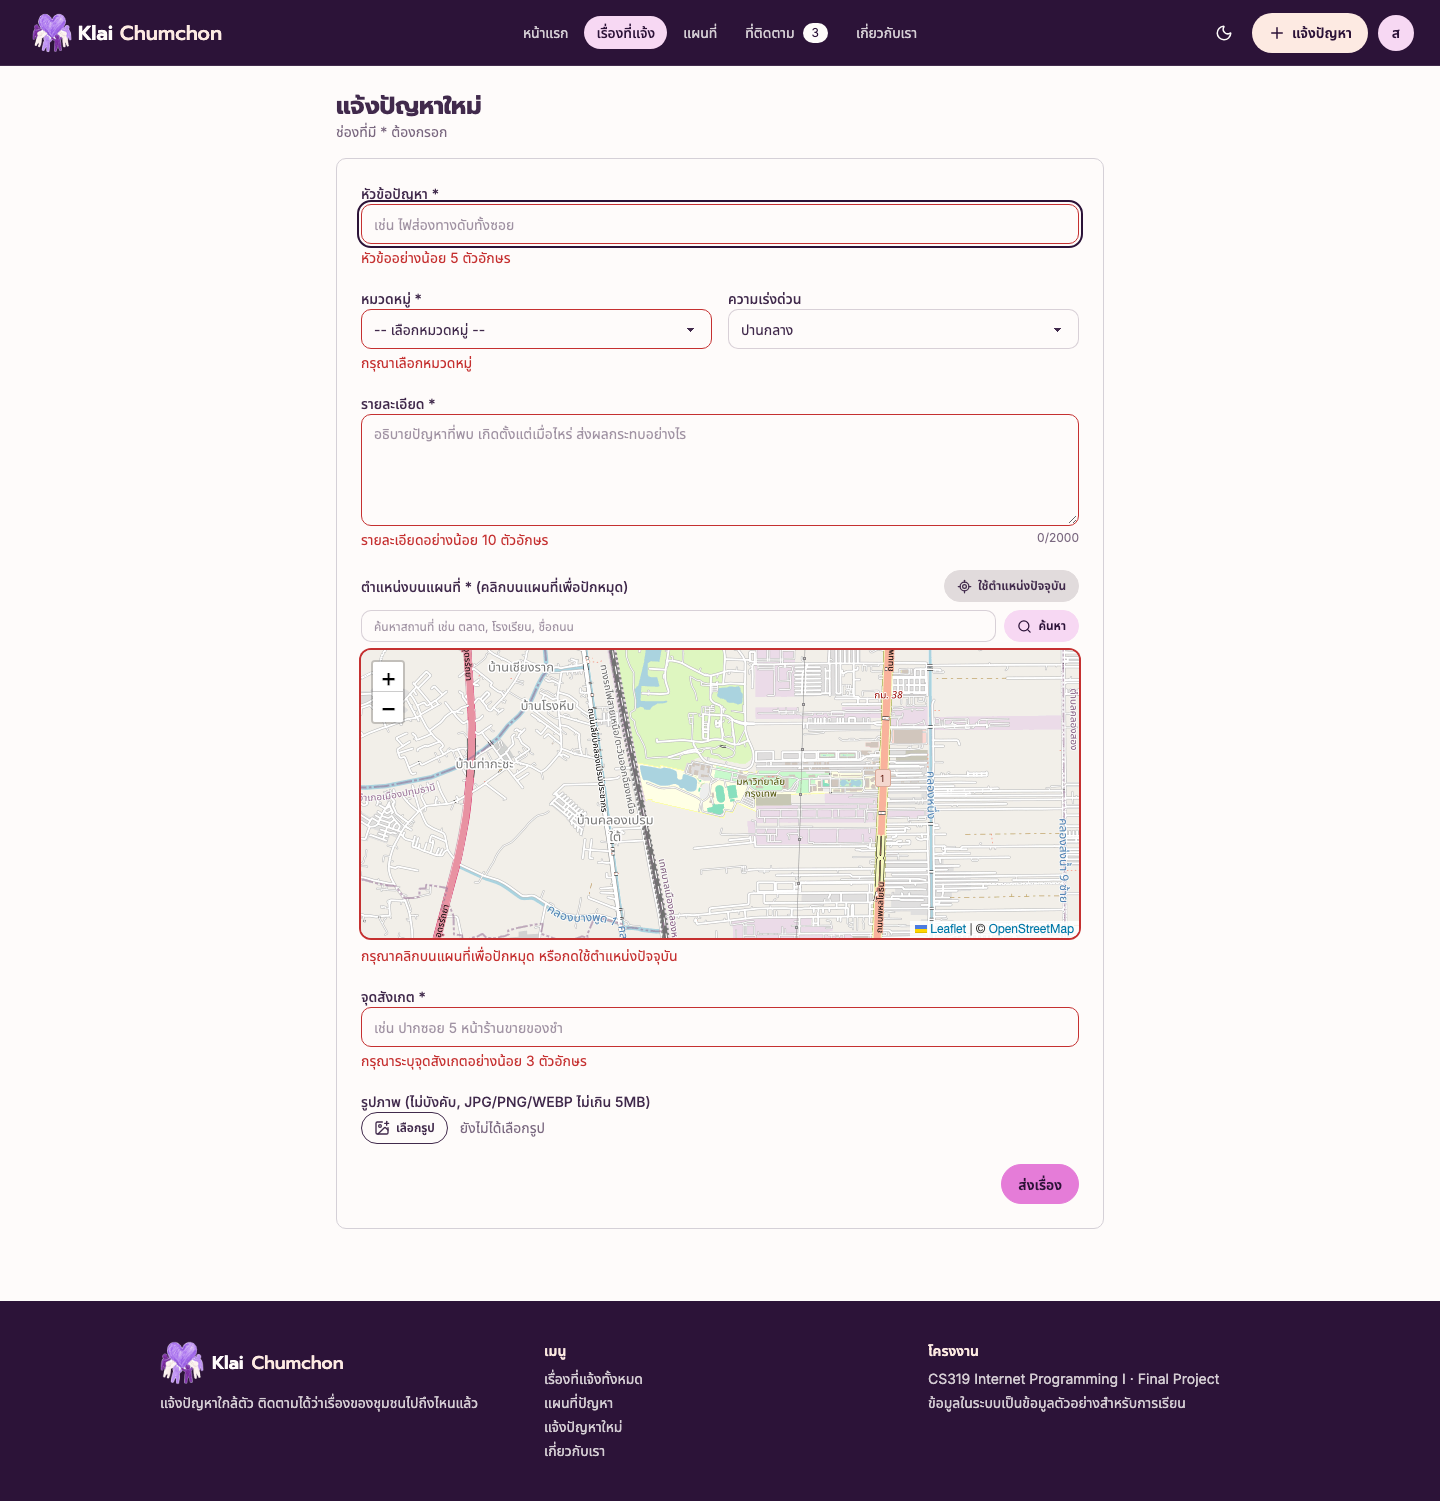 Klai Chumchon
หน้าแรก
เรื่องที่แจ้ง
แผนที่
ที่ติดตาม 3
เกี่ยวกับเรา
แจ้งปัญหา
ส
แจ้งปัญหาใหม่
ช่องที่มี * ต้องกรอก
หัวข้อปัญหา *
เช่น ไฟส่องทางดับทั้งซอย
หัวข้ออย่างน้อย 5 ตัวอักษร
หมวดหมู่ *
ความเร่งด่วน
-- เลือกหมวดหมู่ --
ปานกลาง
กรุณาเลือกหมวดหมู่
รายละเอียด *
อธิบายปัญหาที่พบ เกิดตั้งแต่เมื่อไหร่ ส่งผลกระทบอย่างไร
รายละเอียดอย่างน้อย 10 ตัวอักษร
0/2000
ตำแหน่งบนแผนที่ * (คลิกบนแผนที่เพื่อปักหมุด)
ใช้ตำแหน่งปัจจุบัน
ค้นหาสถานที่ เช่น ตลาด, โรงเรียน, ชื่อถนน
ค้นหา
+
−
บ้านเชียงราก
บ้านโรงหีบ
กม. 38
บ้านท่ากะชะ
มหาวิทยาลัย
กรุงเทพ
1
คลองหนึ่ง
บ้านคลองเปรม
ใต้
ถนนพหลโยธิน
Leaflet | © OpenStreetMap
กรุณาคลิกบนแผนที่เพื่อปักหมุด หรือกดใช้ตำแหน่งปัจจุบัน
จุดสังเกต *
เช่น ปากซอย 5 หน้าร้านขายของชำ
กรุณาระบุจุดสังเกตอย่างน้อย 3 ตัวอักษร
รูปภาพ (ไม่บังคับ, JPG/PNG/WEBP ไม่เกิน 5MB)
เลือกรูป
ยังไม่ได้เลือกรูป
ส่งเรื่อง
Klai Chumchon
แจ้งปัญหาใกล้ตัว ติดตามได้ว่าเรื่องของชุมชนไปถึงไหนแล้ว
เมนู
เรื่องที่แจ้งทั้งหมด
แผนที่ปัญหา
แจ้งปัญหาใหม่
เกี่ยวกับเรา
โครงงาน
CS319 Internet Programming I · Final Project
ข้อมูลในระบบเป็นข้อมูลตัวอย่างสำหรับการเรียน